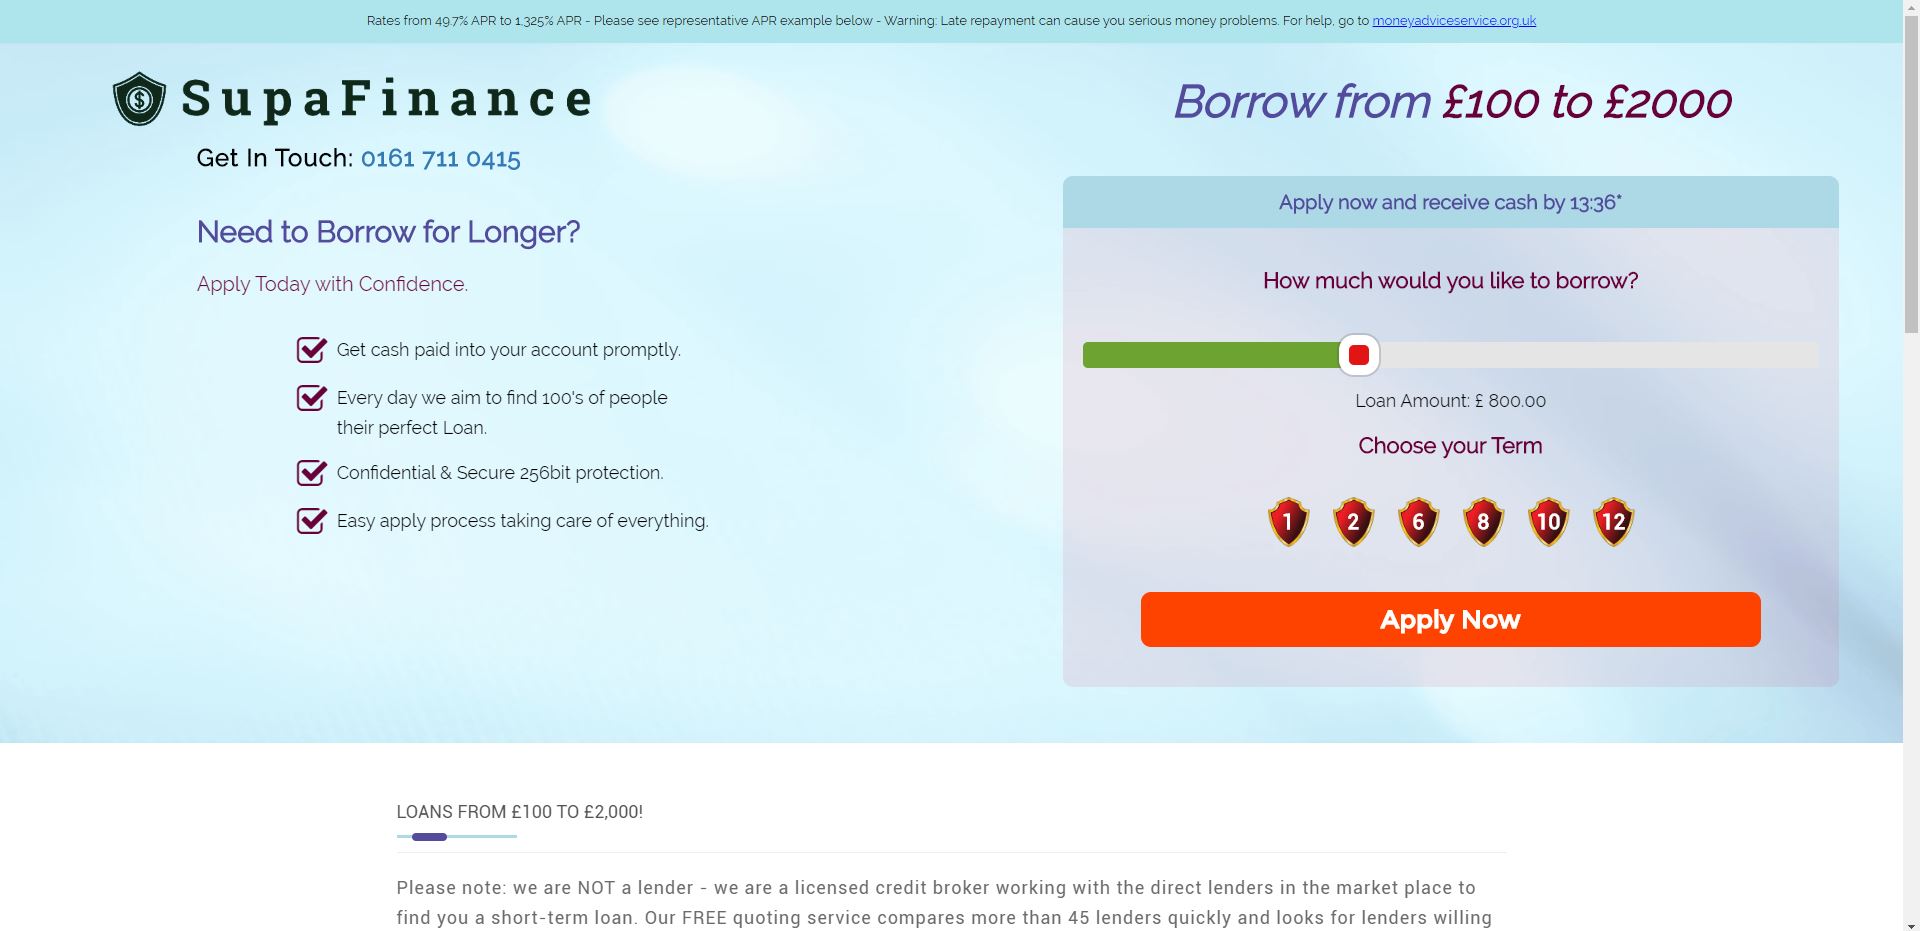 Rates from 49.7% APR to 1,325% APR - Please see representative APR example below - Warning: Late repayment can cause you serious money problems. For help, go to moneyadviceservice.org.uk
SupaFinance
Get In Touch: 0161 711 0415
Need to Borrow for Longer?
Apply Today with Confidence.
Get cash paid into your account promptly.
Every day we aim to find 100's of people
their perfect Loan.
Confidential & Secure 256bit protection.
Easy apply process taking care of everything.
Borrow from £100 to £2000
Apply now and receive cash by 13:36*
How much would you like to borrow?
Loan Amount: £ 800.00
Choose your Term
1 2 6 8 10 12
Apply Now
LOANS FROM £100 TO £2,000!
Please note: we are NOT a lender - we are a licensed credit broker working with the direct lenders in the market place to
find you a short-term loan. Our FREE quoting service compares more than 45 lenders quickly and looks for lenders willing